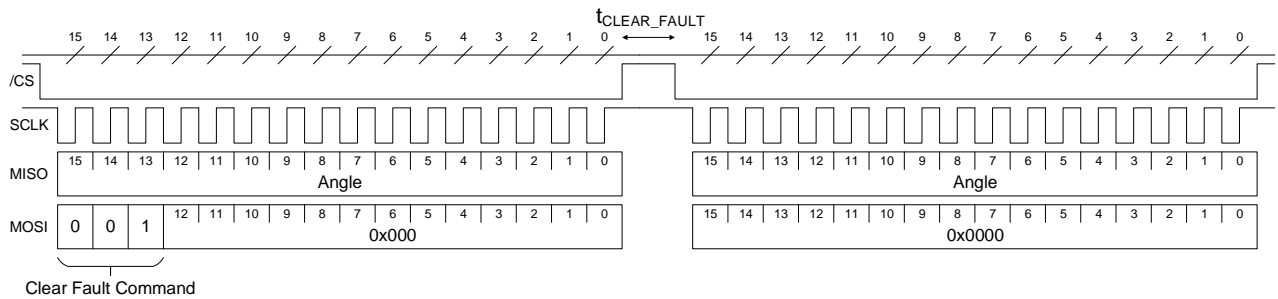 tCLEAR_FAULT
15 14 13 12 11 10 9 8 7 6 5 4 3 2 1 0 15 14 13 12 11 10 9 8 7 6 5 4 3 2 1 0
/CS
SCLK
15 14 13 12 11 10 9 8 7 6 5 4 3 2 1 0 15 14 13 12 11 10 9 8 7 6 5 4 3 2 1 0
MISO
Angle Angle
12 11 10 9 8 7 6 5 4 3 2 1 0 15 14 13 12 11 10 9 8 7 6 5 4 3 2 1 0
MOSI 0 0 1
0x000 0x0000
Clear Fault Command